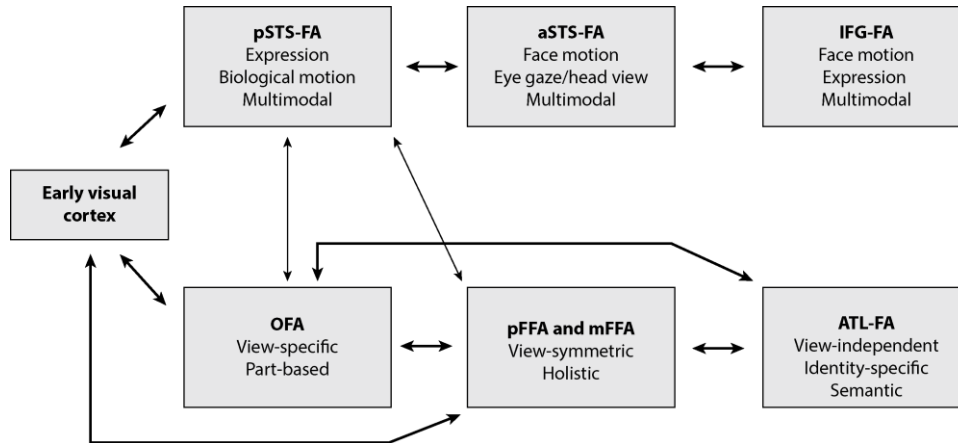 pSTS-FA
Expression
Biological motion
Multimodal
aSTS-FA
Face motion
Eye gaze/head view
Multimodal
IFG-FA
Face motion
Expression
Multimodal
Early visual
cortex
OFA
View-specific
Part-based
pFFA and mFFA
View-symmetric
Holistic
ATL-FA
View-independent
Identity-specific
Semantic